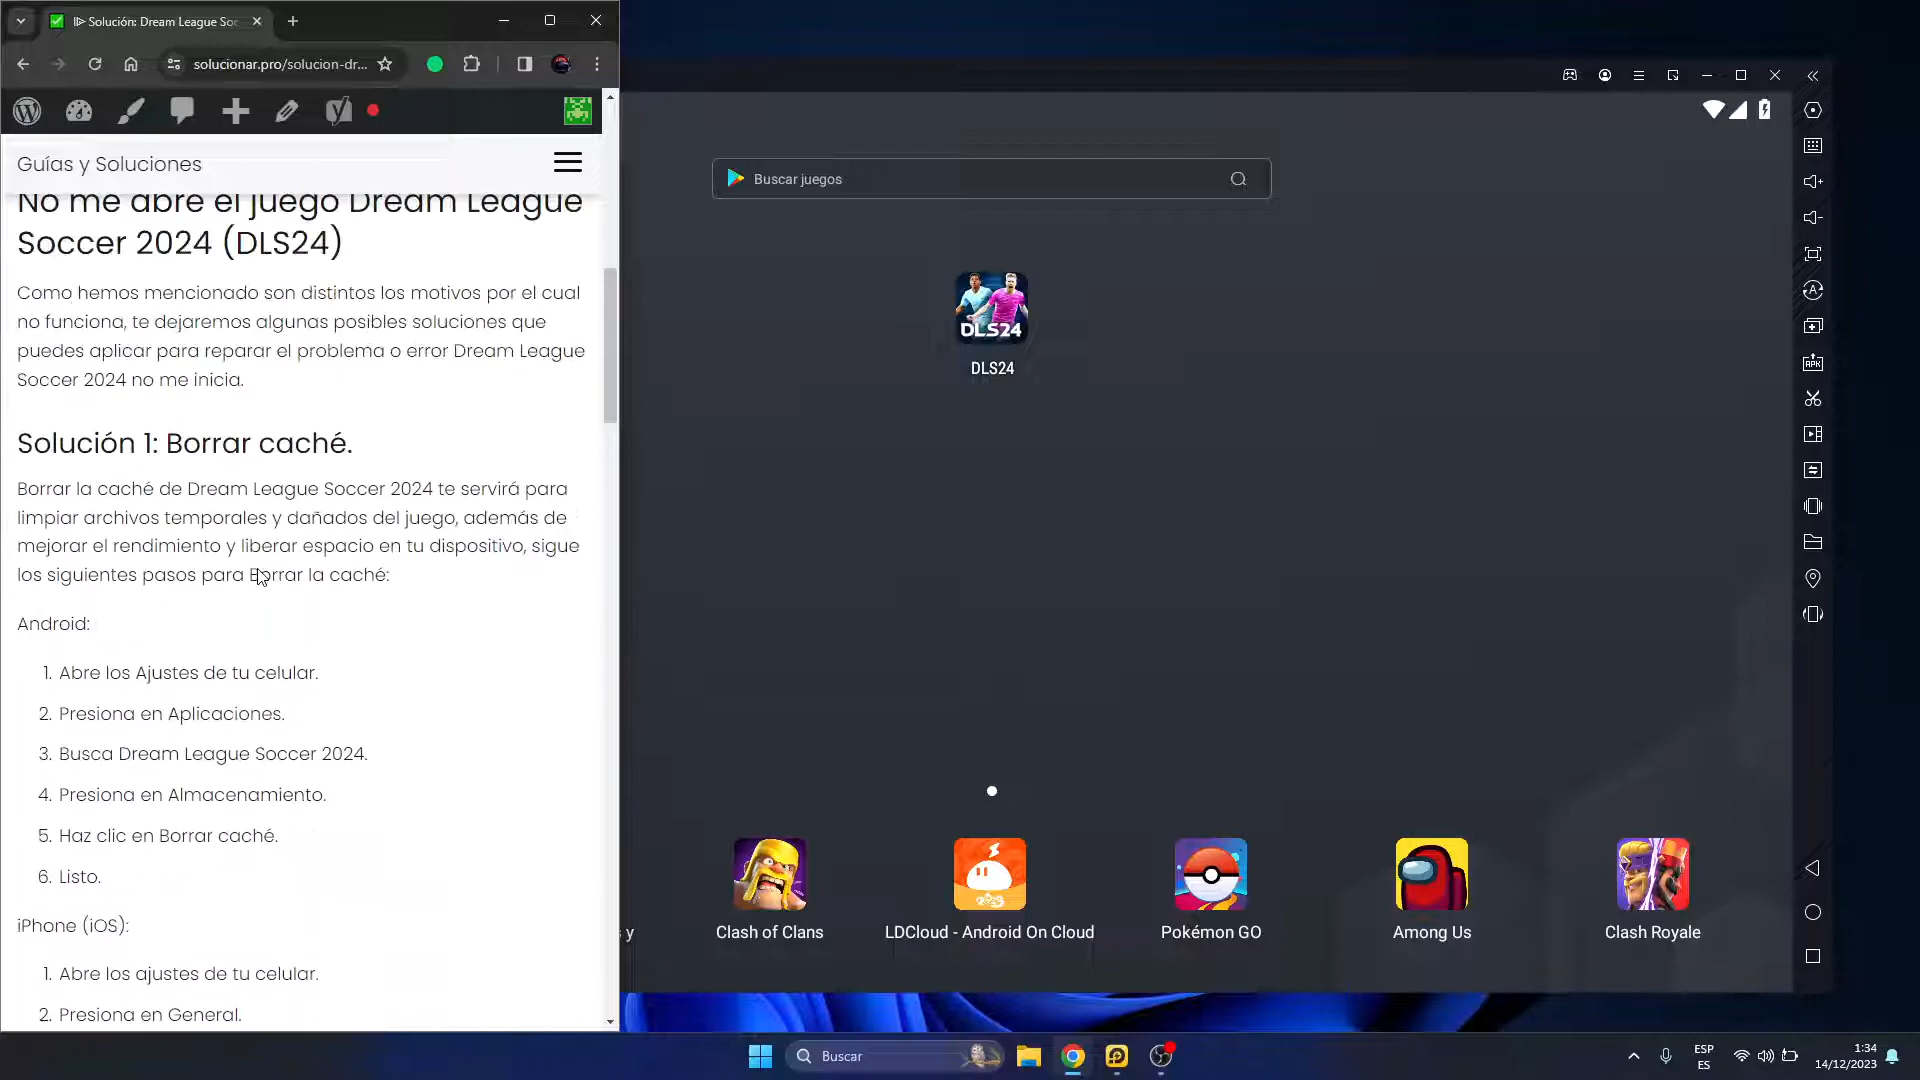 Solución: Dream League Soc
solucionar.pro/solucion-dr...
Guías y Soluciones
No me abre el juego Dream League
Soccer 2024 (DLS24)
Como hemos mencionado son distintos los motivos por el cual
no funciona, te dejaremos algunas posibles soluciones que
puedes aplicar para reparar el problema o error Dream League
Soccer 2024 no me inicia.
Solución 1: Borrar caché.
Borrar la caché de Dream League Soccer 2024 te servirá para
limpiar archivos temporales y dañados del juego, además de
mejorar el rendimiento y liberar espacio en tu dispositivo, sigue
los siguientes pasos para Borrar la caché:
Android:
1. Abre los Ajustes de tu celular.
2. Presiona en Aplicaciones.
3. Busca Dream League Soccer 2024.
4. Presiona en Almacenamiento.
5. Haz clic en Borrar caché.
6. Listo.
iPhone (iOS):
1. Abre los ajustes de tu celular.
2. Presiona en General.
Buscar juegos
DLS24
DLS24
APK
s y
Clash of Clans
LDCloud - Android On Cloud
Pokémon GO
Among Us
Clash Royale
Buscar
ESP
ES
1:34
14/12/2023